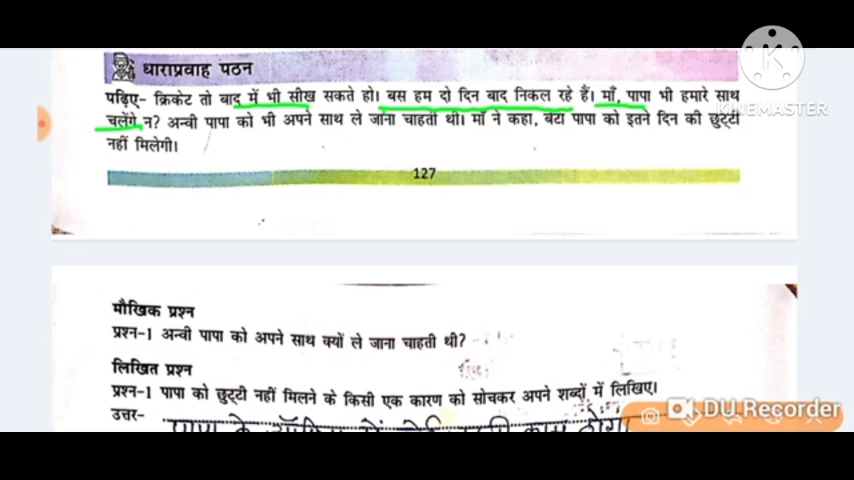 KINEMASTER
धाराप्रवाह पठन
पढ़िए- क्रिकेट तो बाद में भी सीख सकते हो। बस हम दो दिन बाद निकल रहे हैं। माँ, पापा भी हमारे साथ
चलेंगे न? अन्वी पापा को भी अपने साथ ले जाना चाहती थी। माँ ने कहा, बेटा पापा को इतने दिन की छुट्टी
नहीं मिलेगी।
127
मौखिक प्रश्न
प्रश्न-1 अन्वी पापा को अपने साथ क्यों ले जाना चाहती थी?
लिखित प्रश्न
प्रश्न-1 पापा को छुट्टी नहीं मिलने के किसी एक कारण को सोचकर अपने शब्दों में लिखिए।
उत्तर- पापा के ऑफिस में काम होगा।
DU Recorder